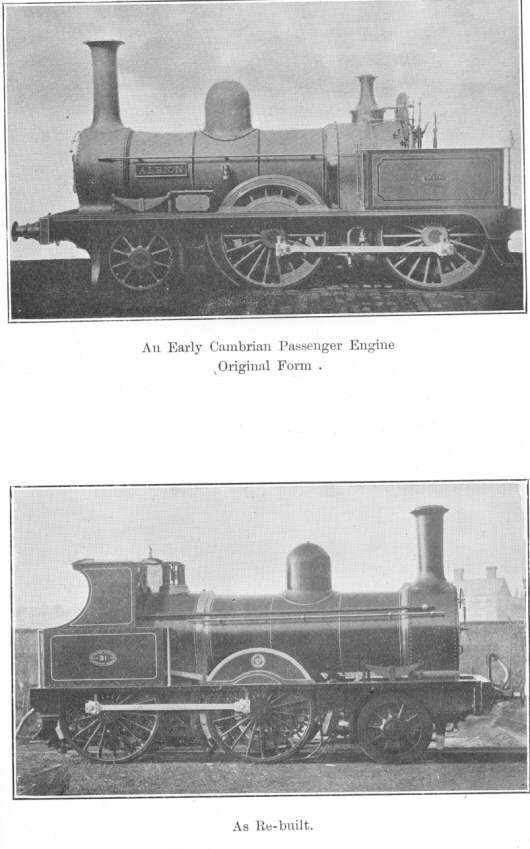 ALBION
An Early Cambrian Passenger Engine
Original Form .
31
As Re-built.